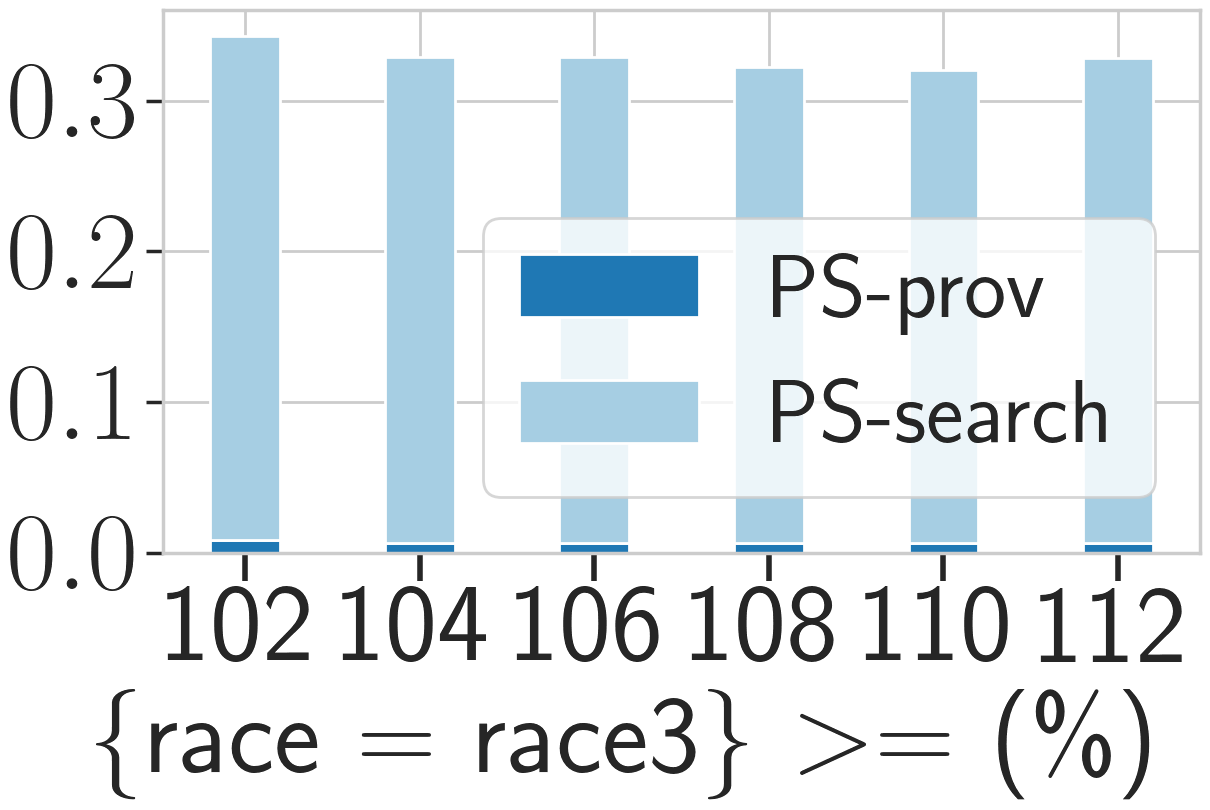 0.3
0.2
0.1
0.0
PS-prov
PS-search
102 104 106 108 110 112
{race = race3} >= (%)